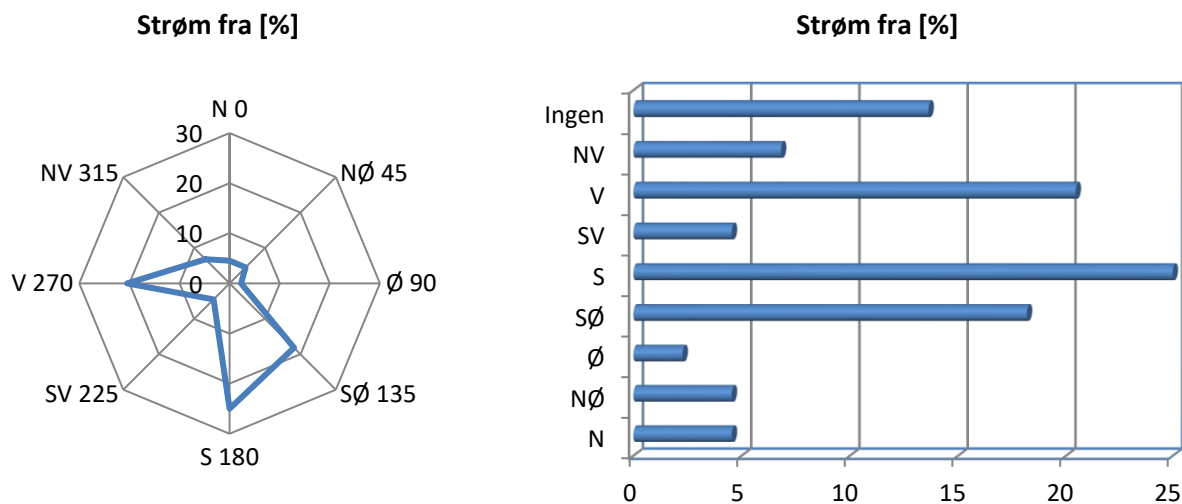 Strøm fra [%]
N 0
30
NV 315
NØ 45
20
10
0
V 270
Ø 90
SV 225
SØ 135
S 180
Strøm fra [%]
Ingen
NV
V
SV
S
SØ
Ø
NØ
N
0 5 10 15 20 25